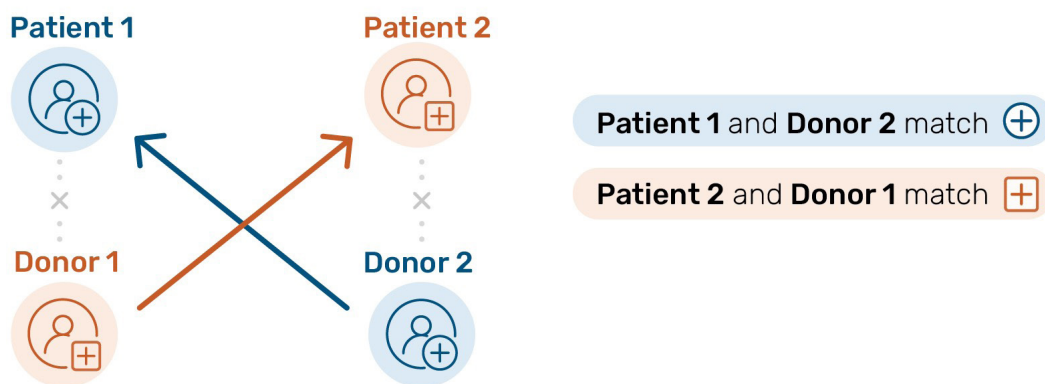 Patient 1
Patient 2
Patient 1 and Donor 2 match
Patient 2 and Donor 1 match
Donor 1
Donor 2